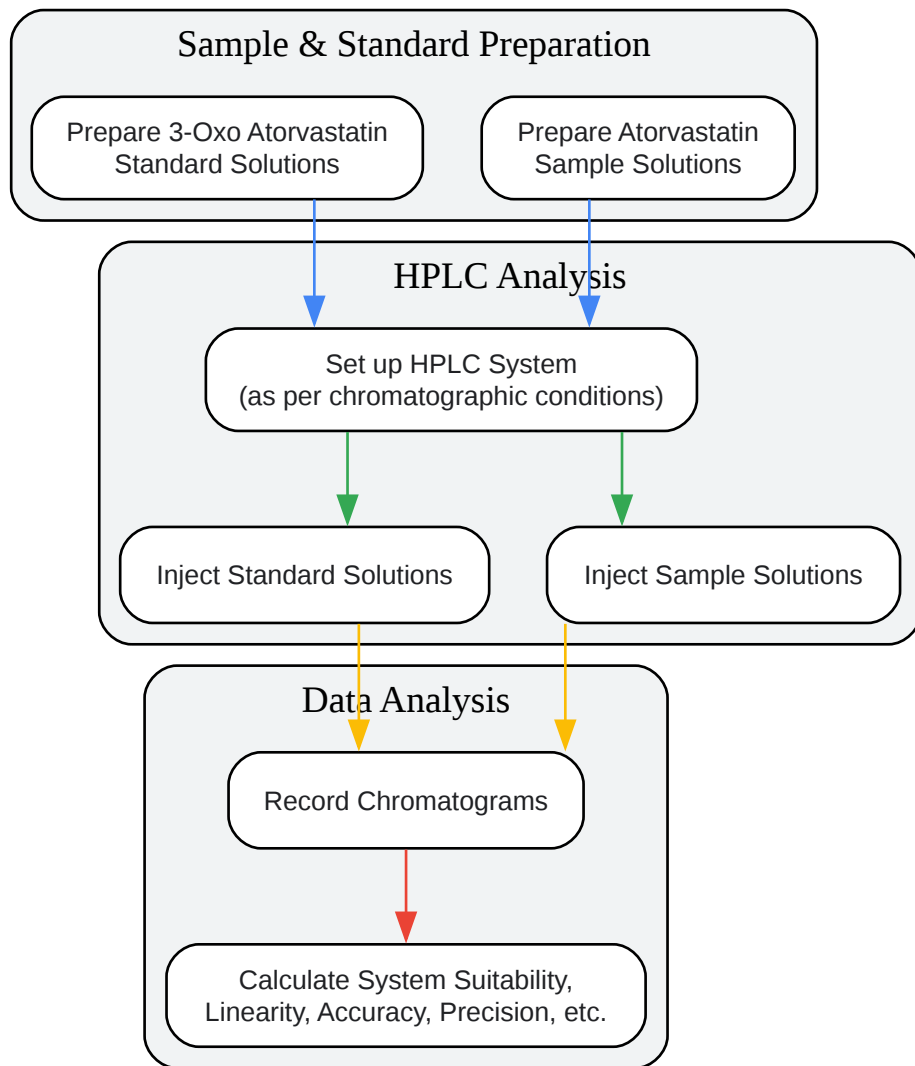 Sample & Standard Preparation
Prepare 3-Oxo Atorvastatin
Standard Solutions
Prepare Atorvastatin
Sample Solutions
HPLC Analysis
Set up HPLC System
(as per chromatographic conditions)
Inject Standard Solutions
Inject Sample Solutions
Data Analysis
Record Chromatograms
Calculate System Suitability,
Linearity, Accuracy, Precision, etc.